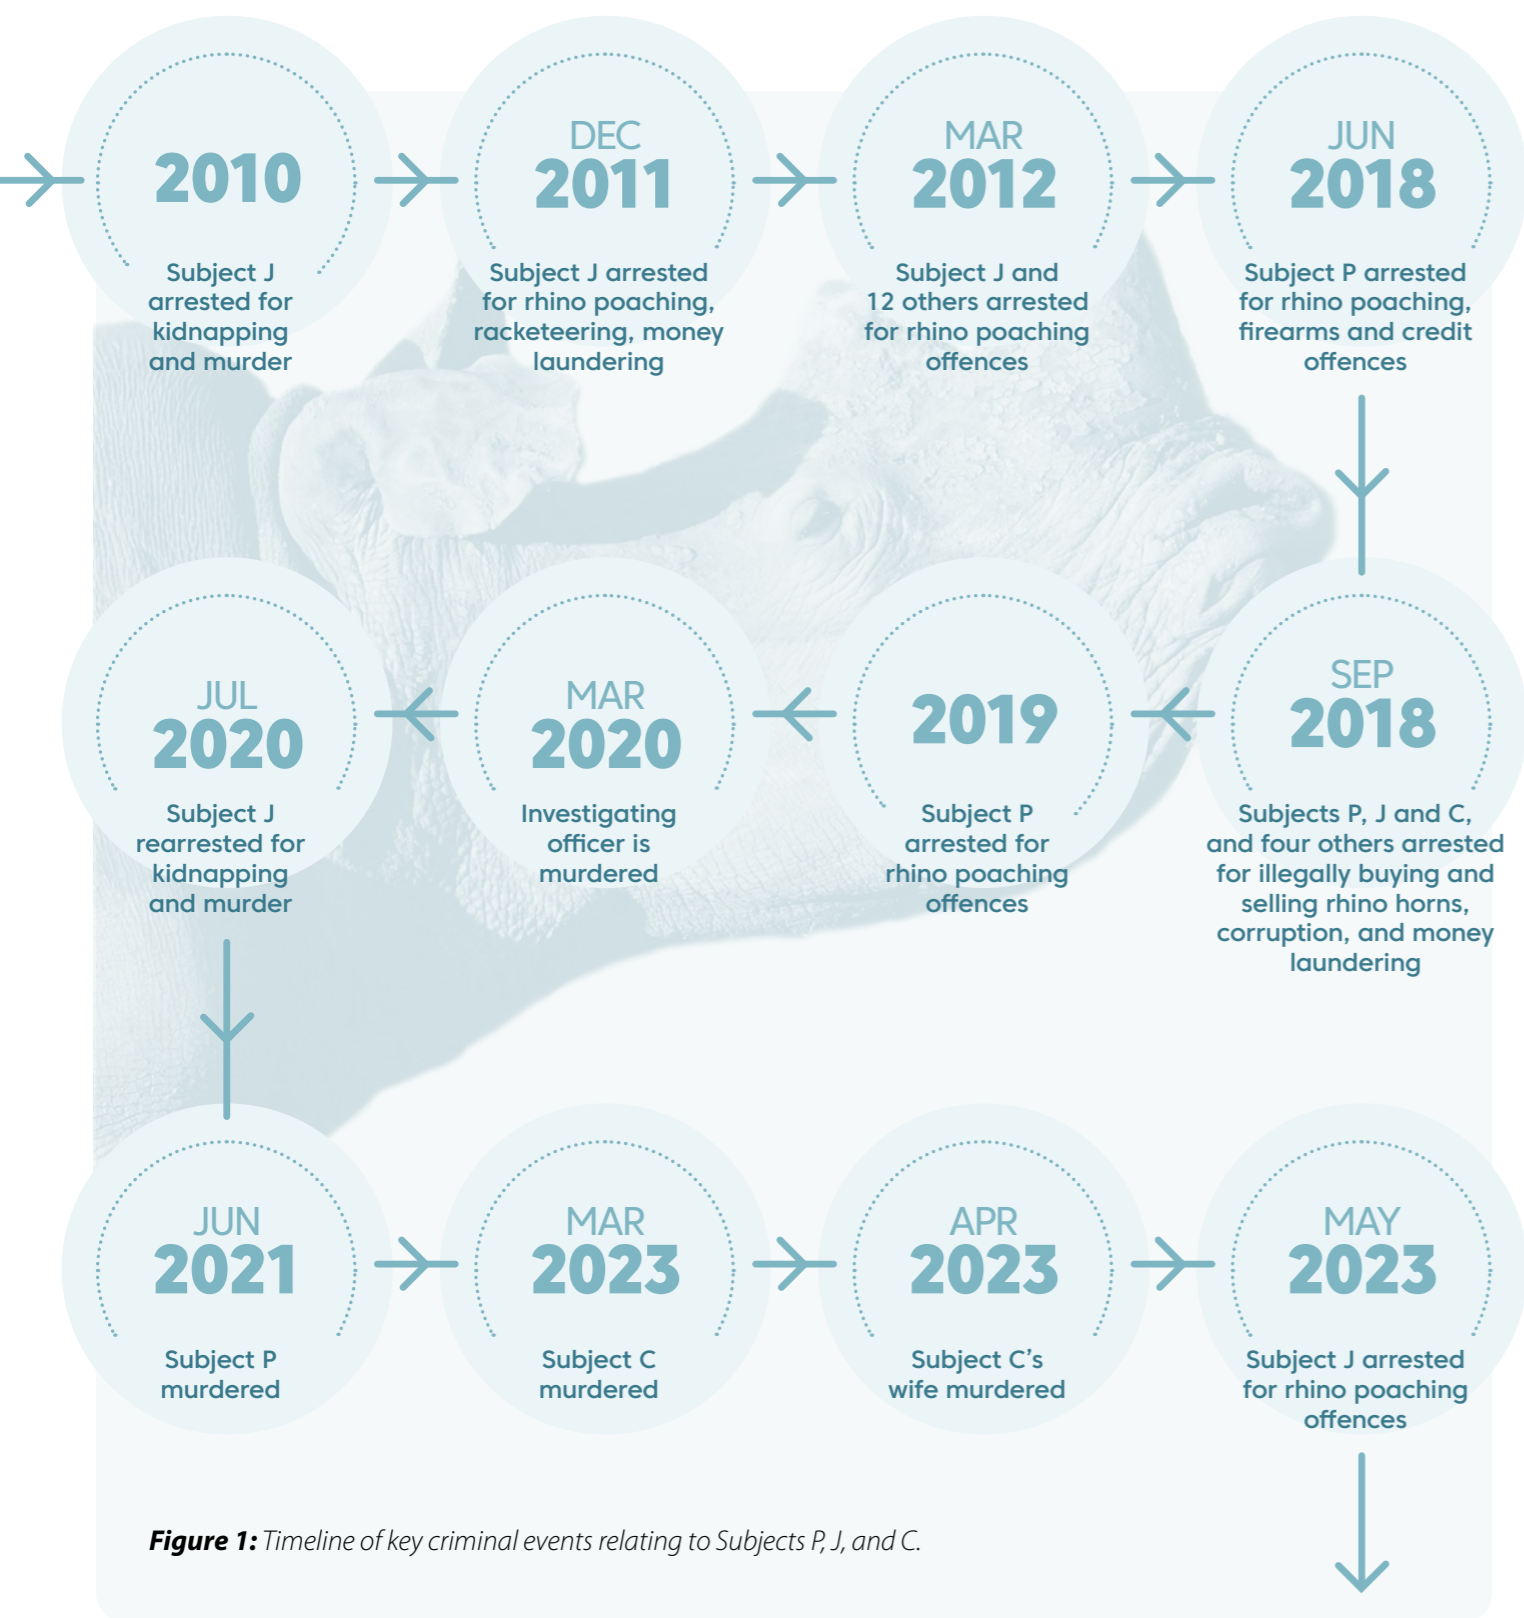 2010
Subject J
arrested for
kidnapping
and murder
DEC
2011
Subject J arrested
for rhino poaching,
racketeering, money
laundering
MAR
2012
Subject J and
12 others arrested
for rhino poaching
offences
JUN
2018
Subject P arrested
for rhino poaching,
firearms and credit
offences
SEP
2018
Subjects P, J and C,
and four others arrested
for illegally buying and
selling rhino horns,
corruption, and money
laundering
2019
Subject P
arrested for
rhino poaching
offences
MAR
2020
Investigating
officer is
murdered
JUL
2020
Subject J
rearrested for
kidnapping
and murder
JUN
2021
Subject P
murdered
MAR
2023
Subject C
murdered
APR
2023
Subject C’s
wife murdered
MAY
2023
Subject J arrested
for rhino poaching
offences
Figure 1: Timeline of key criminal events relating to Subjects P, J, and C.